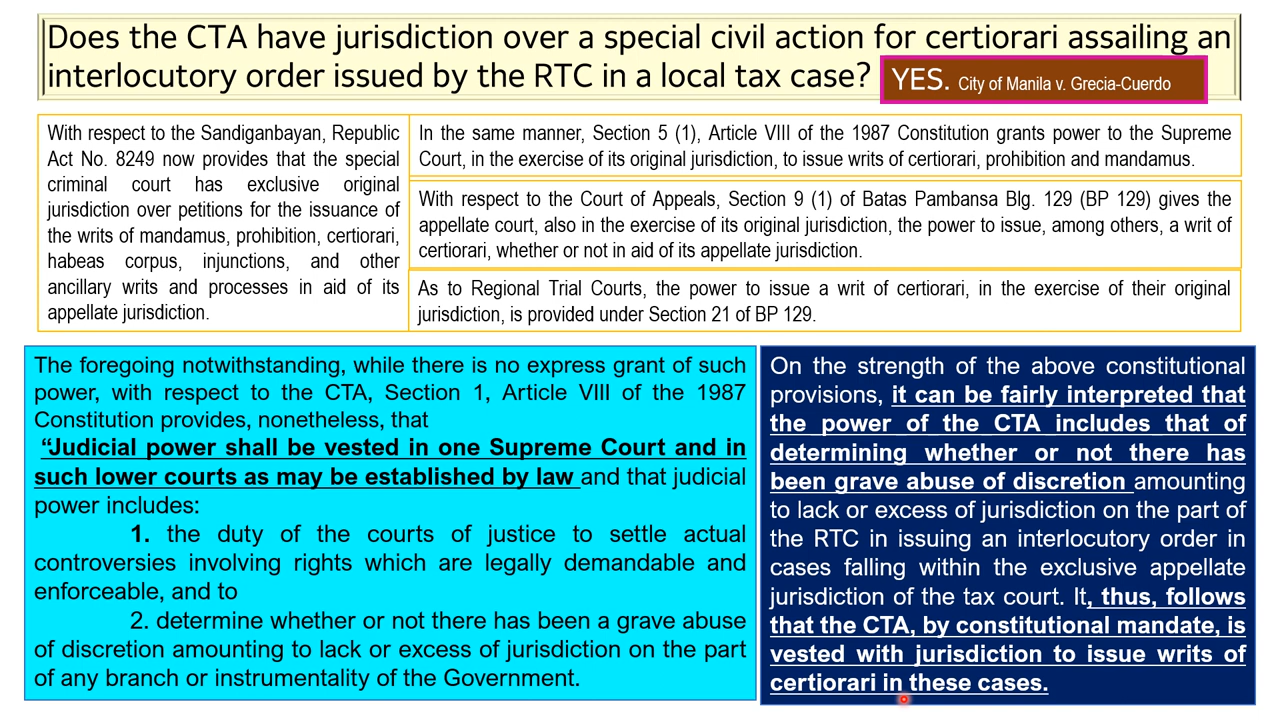 Does the CTA have jurisdiction over a special civil action for certiorari assailing an
interlocutory order issued by the RTC in a local tax case?
YES. City of Manila v. Grecia-Cuerdo
With respect to the Sandiganbayan, Republic
Act No. 8249 now provides that the special
criminal court has exclusive original
jurisdiction over petitions for the issuance of
the writs of mandamus, prohibition, certiorari,
habeas corpus, injunctions, and other
ancillary writs and processes in aid of its
appellate jurisdiction.
In the same manner, Section 5 (1), Article VIII of the 1987 Constitution grants power to the Supreme
Court, in the exercise of its original jurisdiction, to issue writs of certiorari, prohibition and mandamus.
With respect to the Court of Appeals, Section 9 (1) of Batas Pambansa Blg. 129 (BP 129) gives the
appellate court, also in the exercise of its original jurisdiction, the power to issue, among others, a writ of
certiorari, whether or not in aid of its appellate jurisdiction.
As to Regional Trial Courts, the power to issue a writ of certiorari, in the exercise of their original
jurisdiction, is provided under Section 21 of BP 129.
The foregoing notwithstanding, while there is no express grant of such
power, with respect to the CTA, Section 1, Article VIII of the 1987
Constitution provides, nonetheless, that
“Judicial power shall be vested in one Supreme Court and in
such lower courts as may be established by law and that judicial
power includes:
1. the duty of the courts of justice to settle actual
controversies involving rights which are legally demandable and
enforceable, and to
2. determine whether or not there has been a grave abuse
of discretion amounting to lack or excess of jurisdiction on the part
of any branch or instrumentality of the Government.
On the strength of the above constitutional
provisions, it can be fairly interpreted that
the power of the CTA includes that of
determining whether or not there has
been grave abuse of discretion amounting
to lack or excess of jurisdiction on the part of
the RTC in issuing an interlocutory order in
cases falling within the exclusive appellate
jurisdiction of the tax court. It, thus, follows
that the CTA, by constitutional mandate, is
vested with jurisdiction to issue writs of
certiorari in these cases.